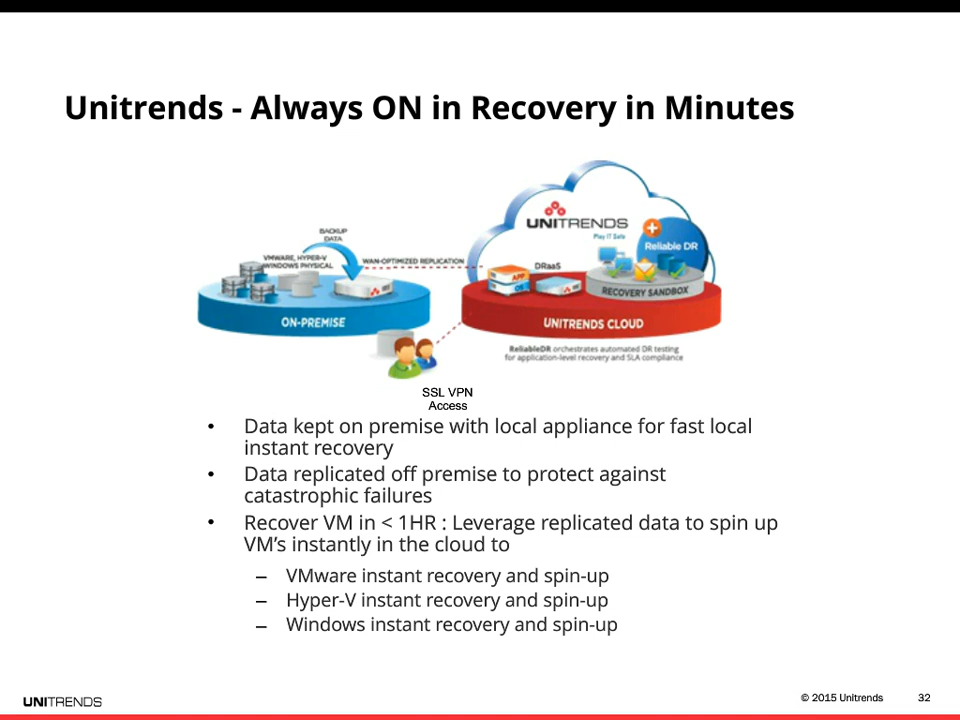 Unitrends - Always ON in Recovery in Minutes
BACKUP
DATA
VMWARE, HYPER-V
WINDOWS PHYSICAL
WAN-OPTIMIZED REPLICATION
ON-PREMISE
UNITRENDS
Play IT Safe
Reliable DR
DRaaS
APP
OS
RECOVERY SANDBOX
UNITRENDS CLOUD
ReliableDR orchestrates automated DR testing
for application-level recovery and SLA compliance
SSL VPN
Access
• Data kept on premise with local appliance for fast local
instant recovery
• Data replicated off premise to protect against
catastrophic failures
• Recover VM in < 1HR : Leverage replicated data to spin up
VM’s instantly in the cloud to
– VMware instant recovery and spin-up
– Hyper-V instant recovery and spin-up
– Windows instant recovery and spin-up
UNITRENDS
© 2015 Unitrends
32